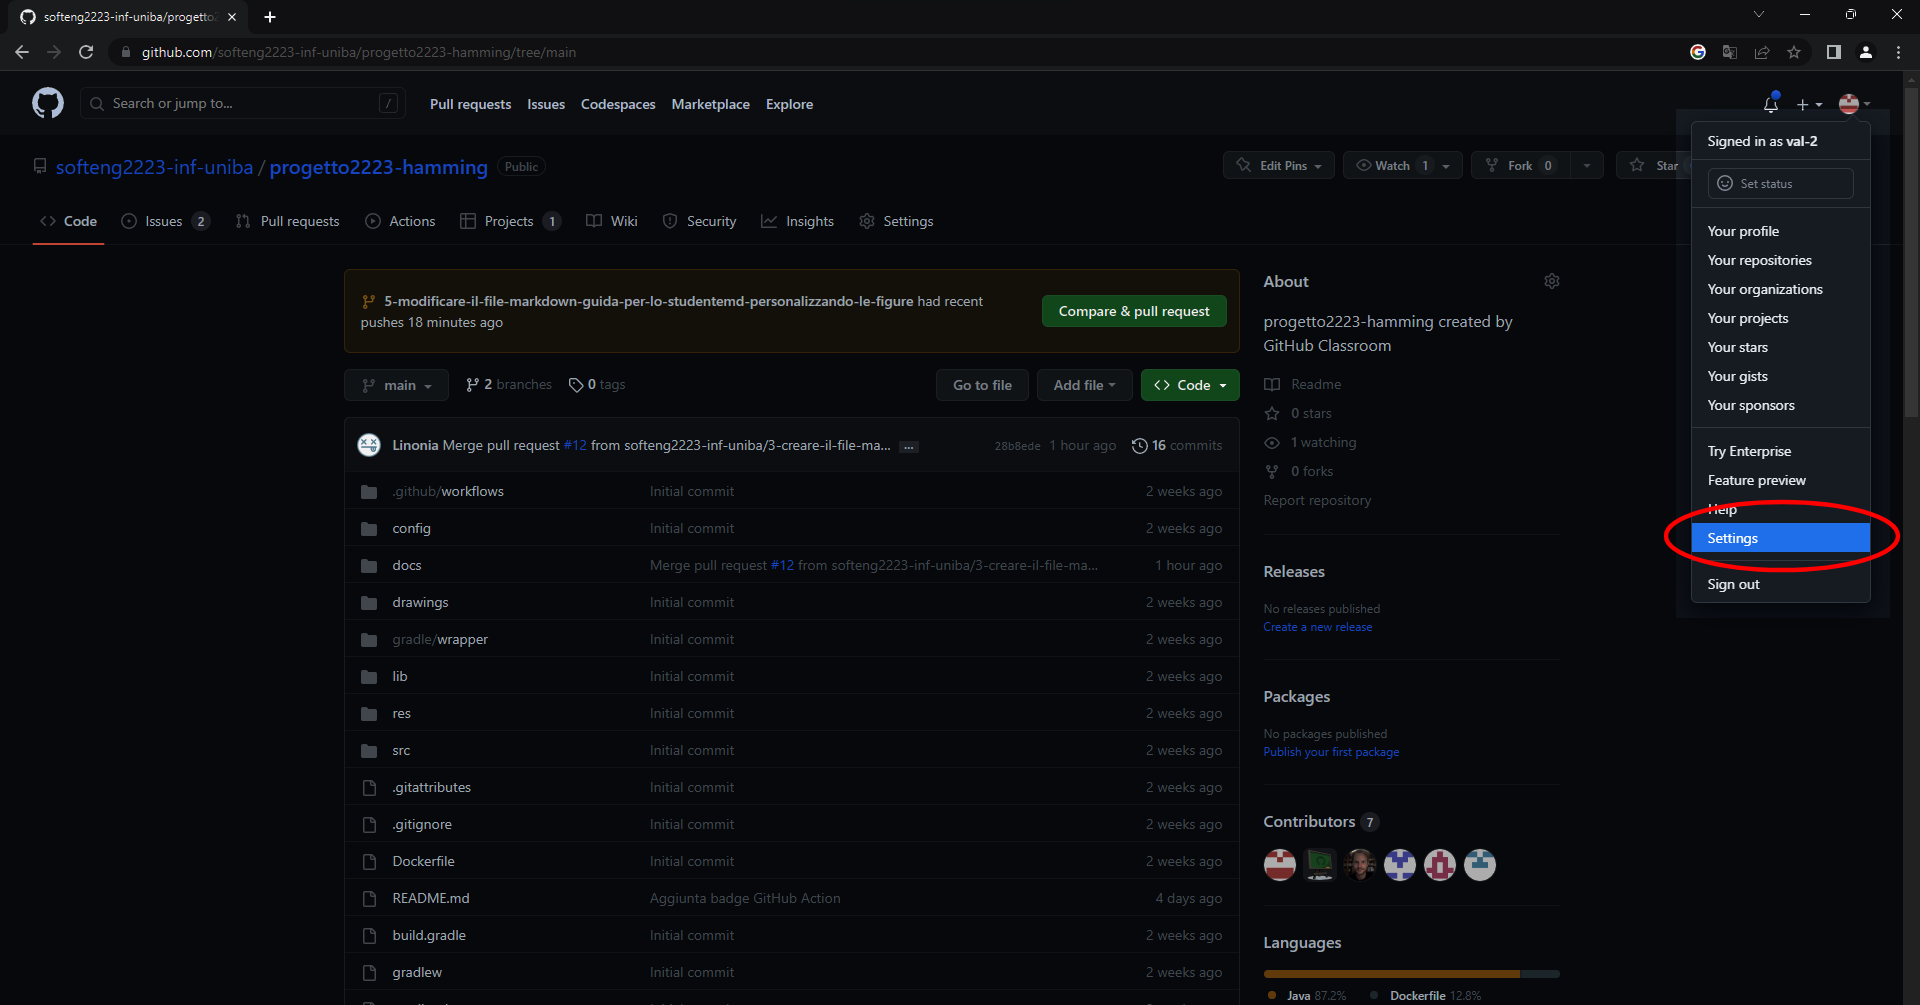 softeng2223-inf-uniba/progetto2
github.com/softeng2223-inf-uniba/progetto2223-hamming/tree/main
Search or jump to... /
Pull requests Issues Codespaces Marketplace Explore
softeng2223-inf-uniba / progetto2223-hamming Public
Edit Pins Watch 1 Fork 0 Star
Code Issues 2 Pull requests Actions Projects 1 Wiki Security Insights Settings
5-modificare-il-file-markdown-guida-per-lo-studentemd-personalizzando-le-figure had recent
pushes 18 minutes ago
Compare & pull request
main 2 branches 0 tags Go to file Add file Code
Linonia Merge pull request #12 from softeng2223-inf-uniba/3-creare-il-file-ma... ... 28b8ede 1 hour ago 16 commits
.github/workflows Initial commit 2 weeks ago
config Initial commit 2 weeks ago
docs Merge pull request #12 from softeng2223-inf-uniba/3-creare-il-file-ma... 1 hour ago
drawings Initial commit 2 weeks ago
gradle/wrapper Initial commit 2 weeks ago
lib Initial commit 2 weeks ago
res Initial commit 2 weeks ago
src Initial commit 2 weeks ago
.gitattributes Initial commit 2 weeks ago
.gitignore Initial commit 2 weeks ago
Dockerfile Initial commit 2 weeks ago
README.md Aggiunta badge GitHub Action 4 days ago
build.gradle Initial commit 2 weeks ago
gradlew Initial commit 2 weeks ago
About
progetto2223-hamming created by
GitHub Classroom
Readme
0 stars
1 watching
0 forks
Report repository
Releases
No releases published
Create a new release
Packages
No packages published
Publish your first package
Contributors 7
Languages
Java 87.2% Dockerfile 12.8%
Signed in as val-2
Set status
Your profile
Your repositories
Your organizations
Your projects
Your stars
Your gists
Your sponsors
Try Enterprise
Feature preview
Help
Settings
Sign out